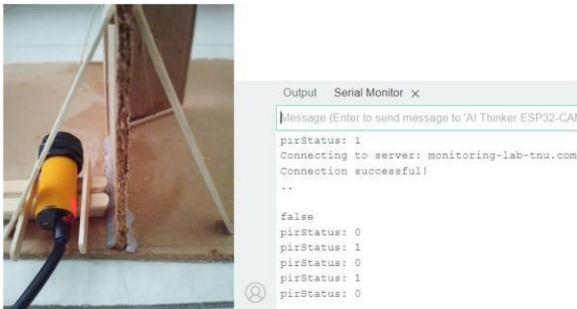 Output Serial Monitor ×
Message (Enter to send message to 'AI Thinker ESP32-CAM
pirStatus: 1
Connecting to server: monitoring-lab-tnu.com
Connection successful!
..
false
pirStatus: 0
pirStatus: 1
pirStatus: 0
pirStatus: 1
pirStatus: 0